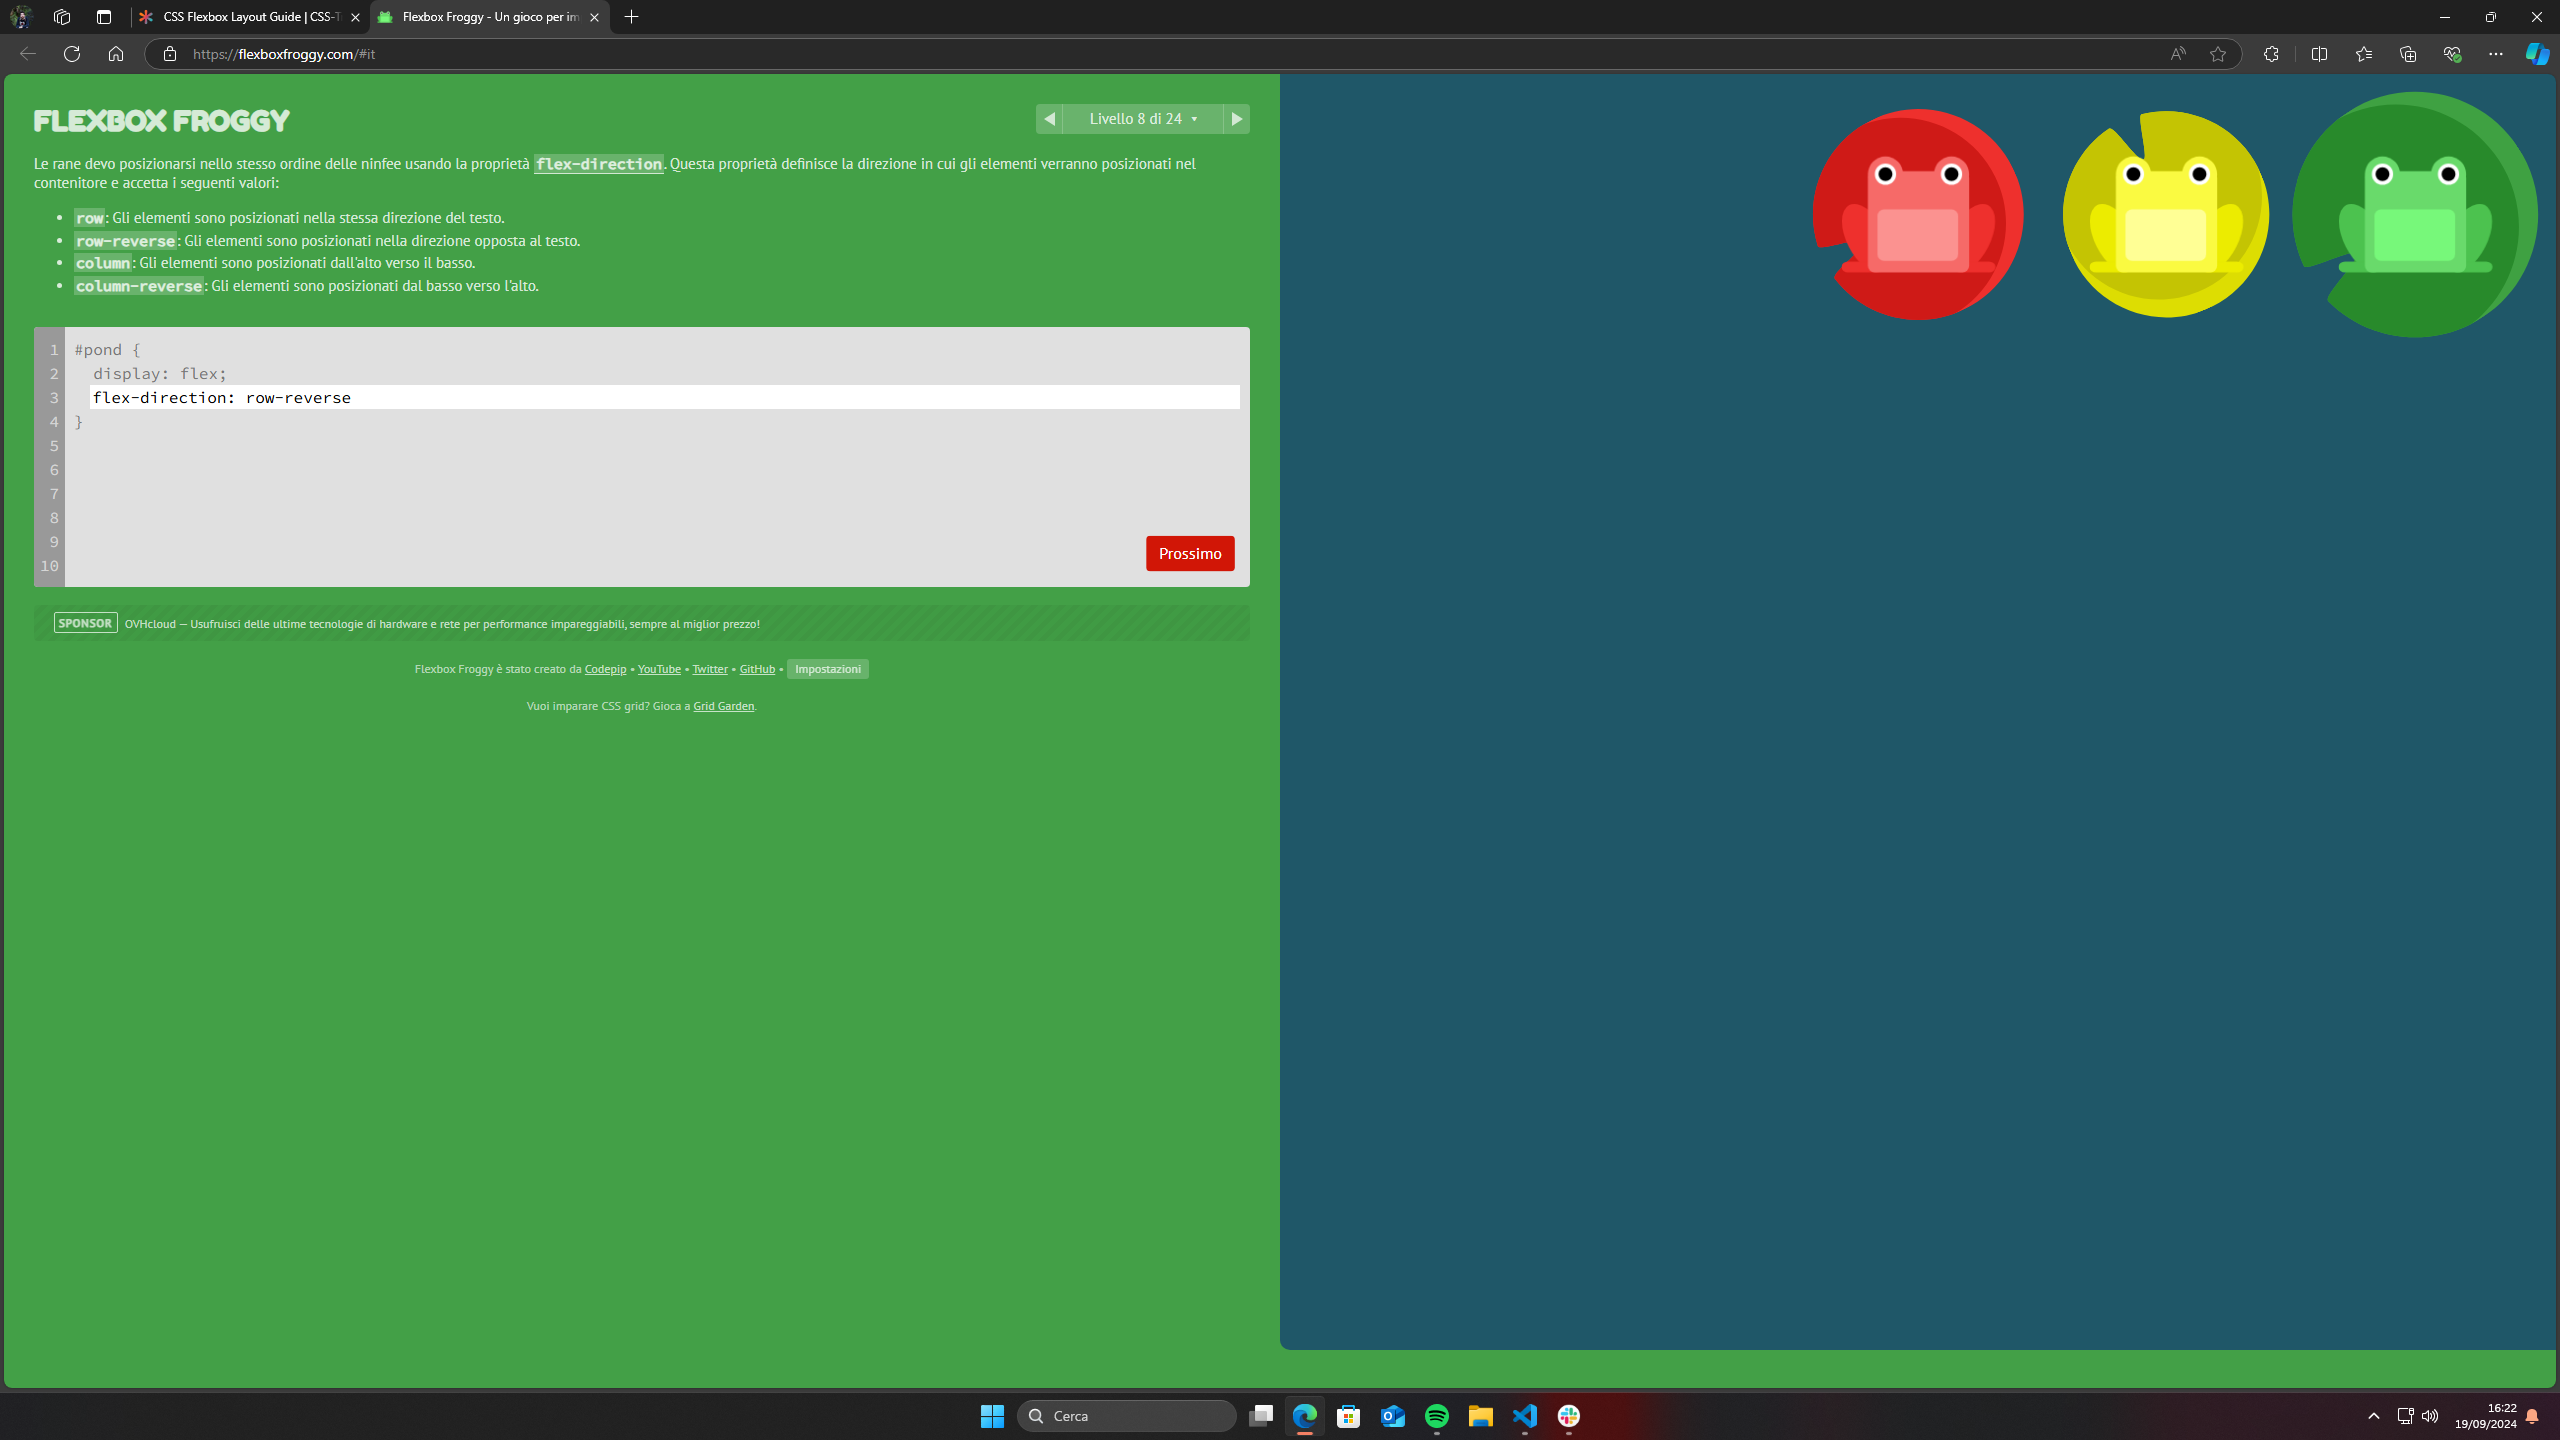 CSS Flexbox Layout Guide | CSS-T
Flexbox Froggy - Un gioco per im
https://flexboxfroggy.com/#it
FLEXBOX FROGGY
Livello 8 di 24
Le rane devo posizionarsi nello stesso ordine delle ninfee usando la proprietà flex-direction. Questa proprietà definisce la direzione in cui gli elementi verranno posizionati nel
contenitore e accetta i seguenti valori:
• row: Gli elementi sono posizionati nella stessa direzione del testo.
• row-reverse: Gli elementi sono posizionati nella direzione opposta al testo.
• column: Gli elementi sono posizionati dall'alto verso il basso.
• column-reverse: Gli elementi sono posizionati dal basso verso l'alto.
1 #pond {
2 display: flex;
3 flex-direction: row-reverse
4 }
5
6
7
8
9
10
Prossimo
SPONSOR OVHcloud — Usufruisci delle ultime tecnologie di hardware e rete per performance impareggiabili, sempre al miglior prezzo!
Flexbox Froggy è stato creato da Codepip • YouTube • Twitter • GitHub • Impostazioni
Vuoi imparare CSS grid? Gioca a Grid Garden.
Cerca
16:22
19/09/2024